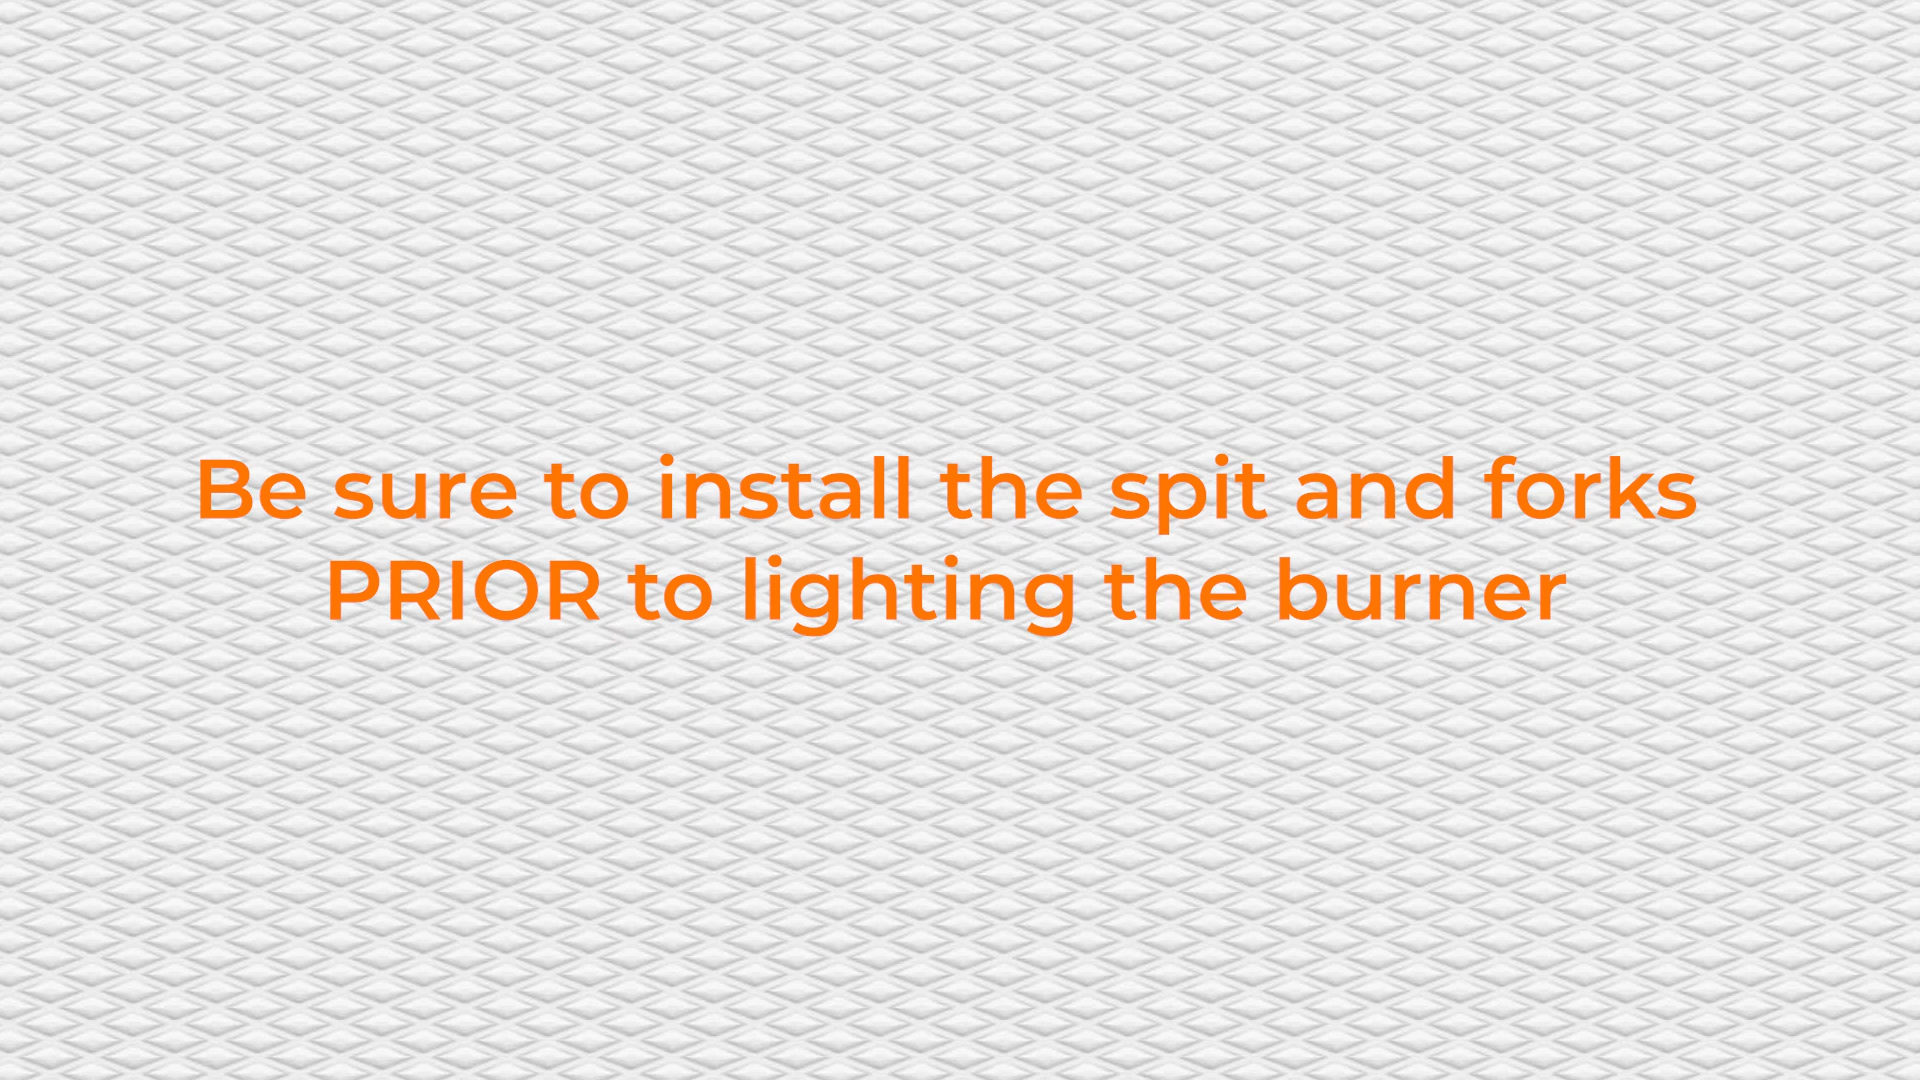 Be sure to install the spit and forks
PRIOR to lighting the burner